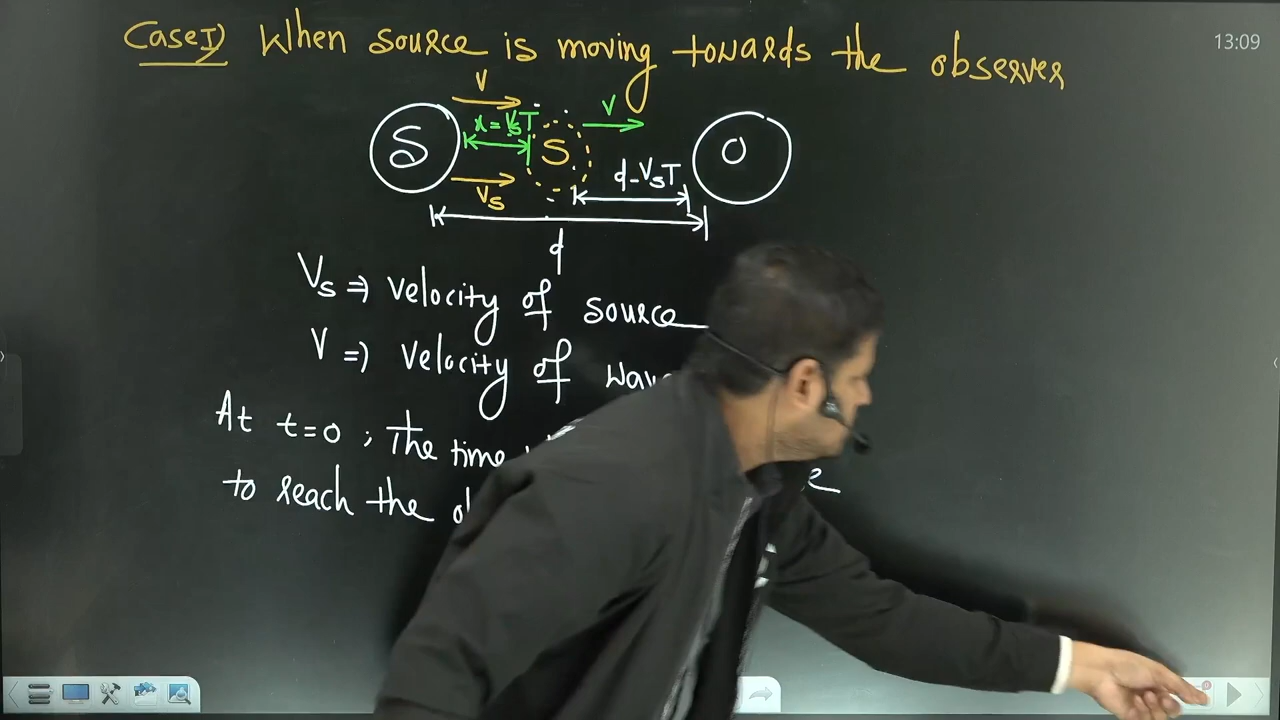 13:09
Case I) When source is moving towards the observer
V
V
x = VsT
S
S
O
d-VsT
Vs
d
Vs => velocity of source
V => velocity of
At t=0 ; The time
to reach the